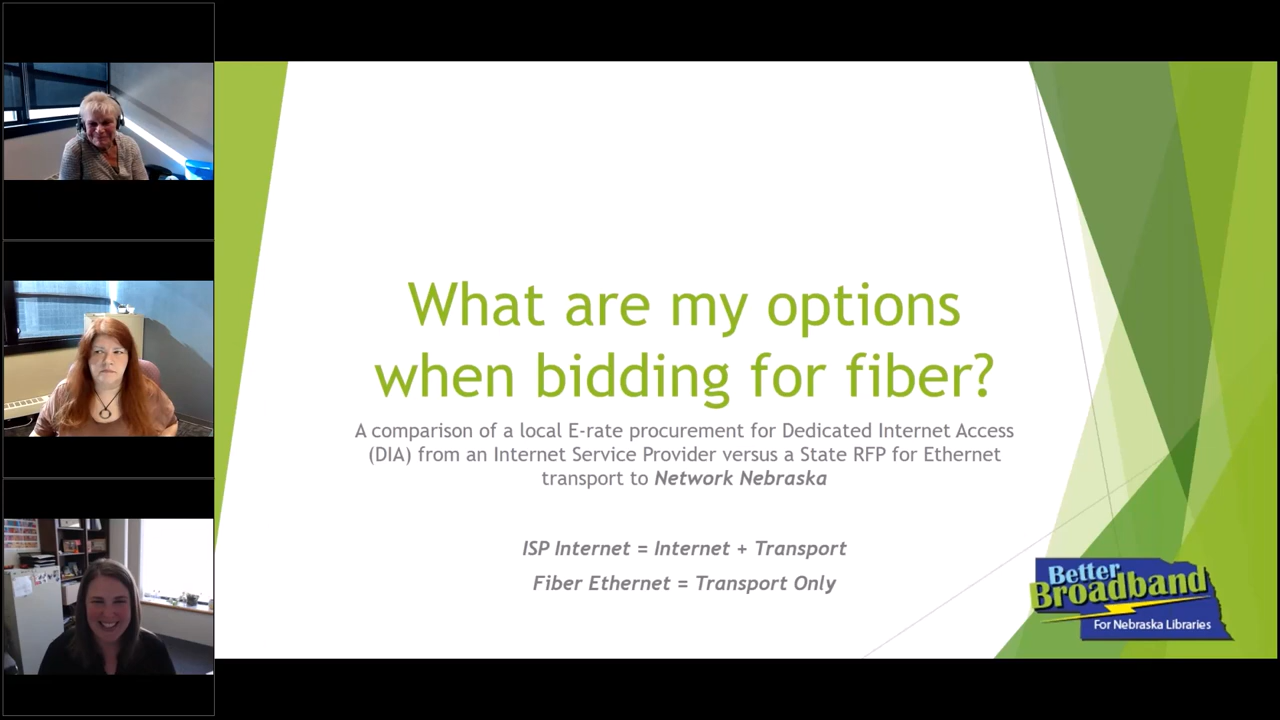 What are my options
when bidding for fiber?
A comparison of a local E-rate procurement for Dedicated Internet Access
(DIA) from an Internet Service Provider versus a State RFP for Ethernet
transport to Network Nebraska
ISP Internet = Internet + Transport
Fiber Ethernet = Transport Only
Better
Broadband
For Nebraska Libraries